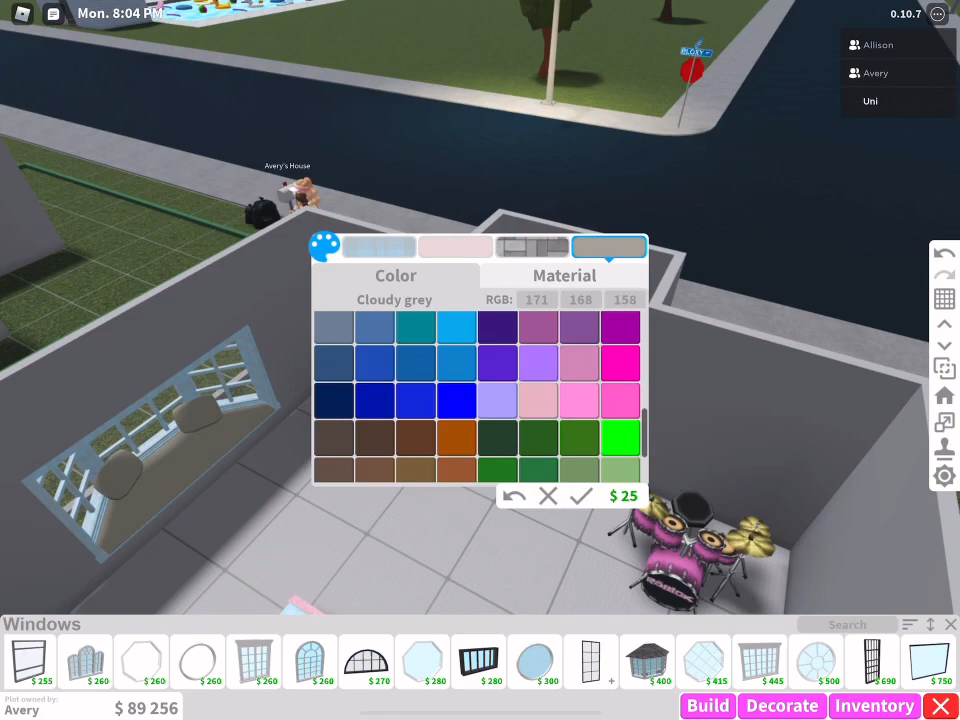 Mon. 8:04 PM
0.10.7
Allison
Avery
Uni
BLOXY
Avery's House
Color
Material
Cloudy grey
RGB: 171 168 158
$ 25
ROBLOX
Windows
Search
$ 255
$ 260
$ 260
$ 260
$ 260
$ 260
$ 270
$ 280
$ 280
$ 300
+
$ 400
$ 415
$ 445
$ 500
$ 690
$ 750
Plot owned by:
Avery
$ 89 256
Build
Decorate
Inventory